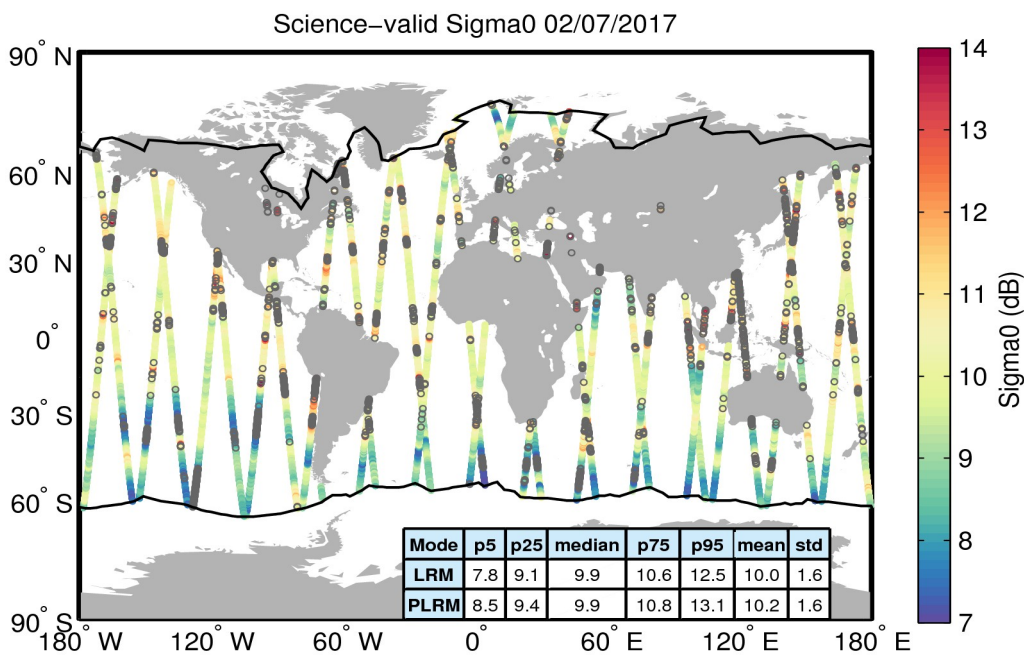 Science-valid Sigma0 02/07/2017
90° N
60° N
30° N
0°
30° S
60° S
90° S
180° W 120° W 60° W 0° 60° E 120° E 180° E
14
13
12
11
10
9
8
7
Sigma0 (dB)
Mode p5 p25 median p75 p95 mean std
LRM 7.8 9.1 9.9 10.6 12.5 10.0 1.6
PLRM 8.5 9.4 9.9 10.8 13.1 10.2 1.6